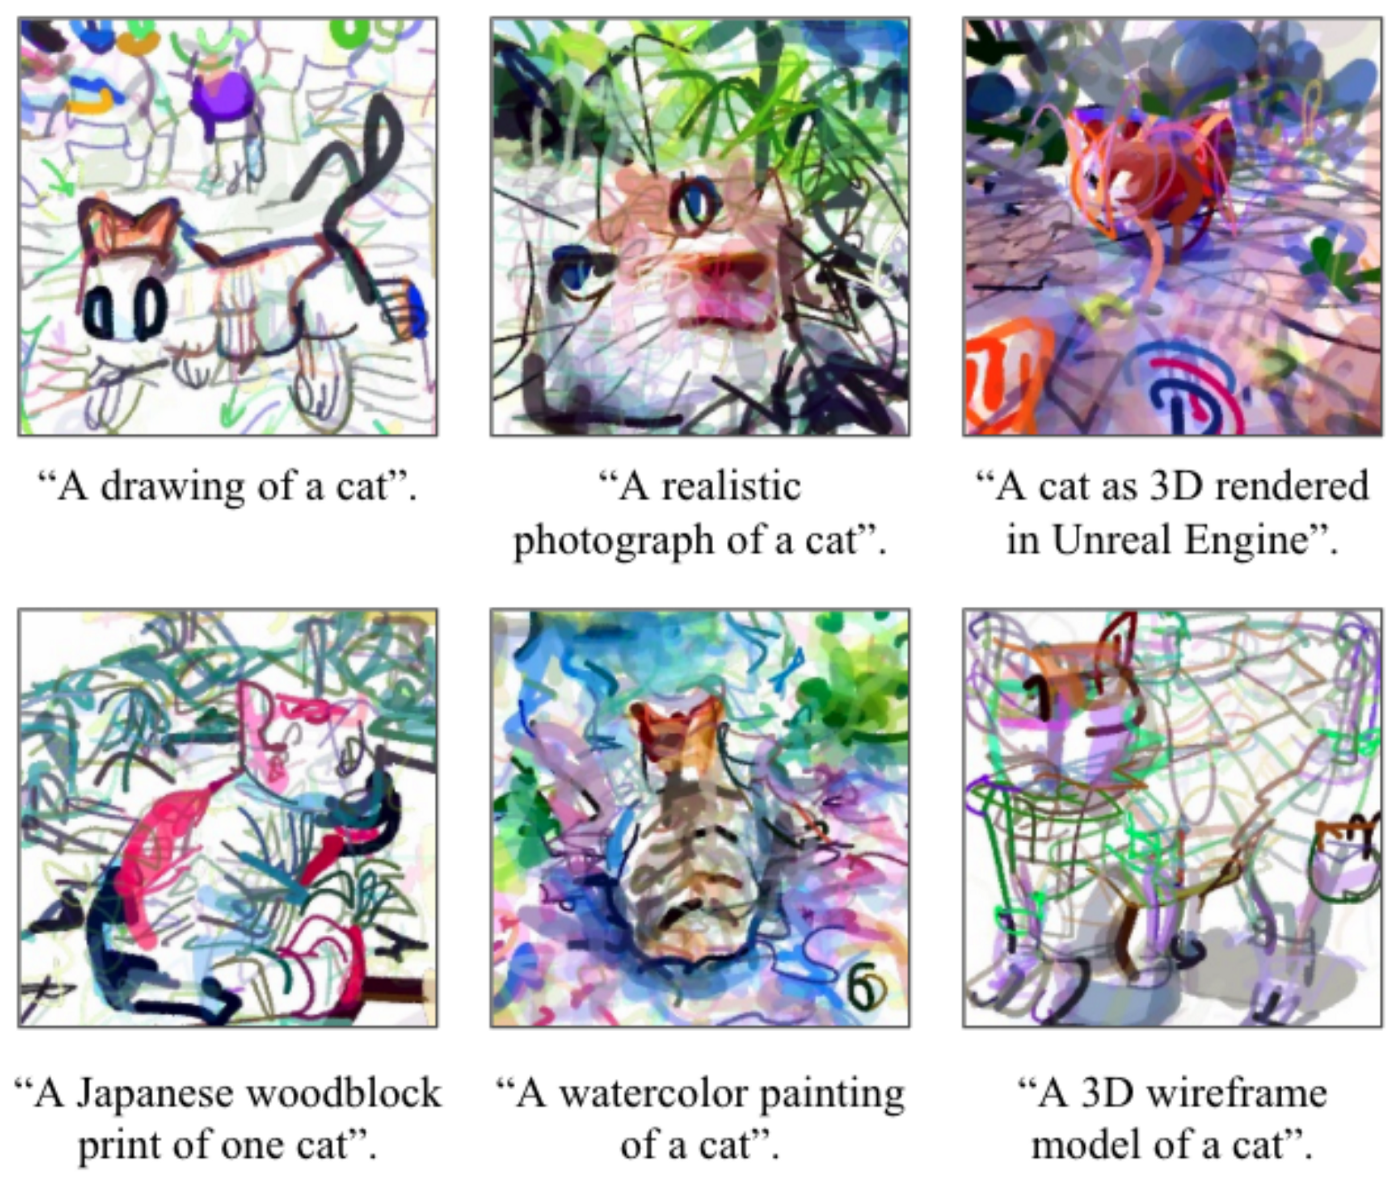 “A drawing of a cat”.
“A realistic
photograph of a cat”.
“A cat as 3D rendered
in Unreal Engine”.
“A Japanese woodblock
print of one cat”.
“A watercolor painting
of a cat”.
“A 3D wireframe
model of a cat”.